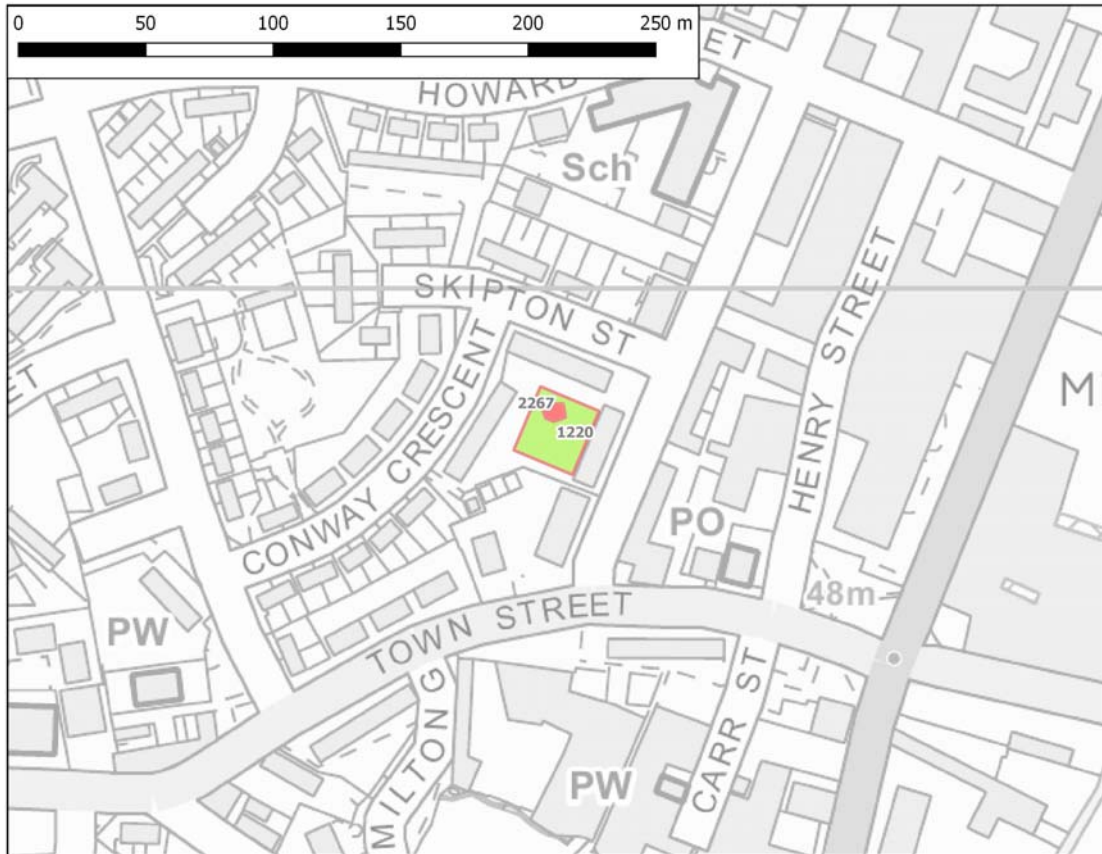 0 50 100 150 200 250 m
HOWARD
ET
Sch
SKIPTON ST
HENRY STREET
M
ET
2267
1220
CONWAY CRESCENT
PO
48m
TOWN STREET
PW
MILTON G
CARR ST
PW